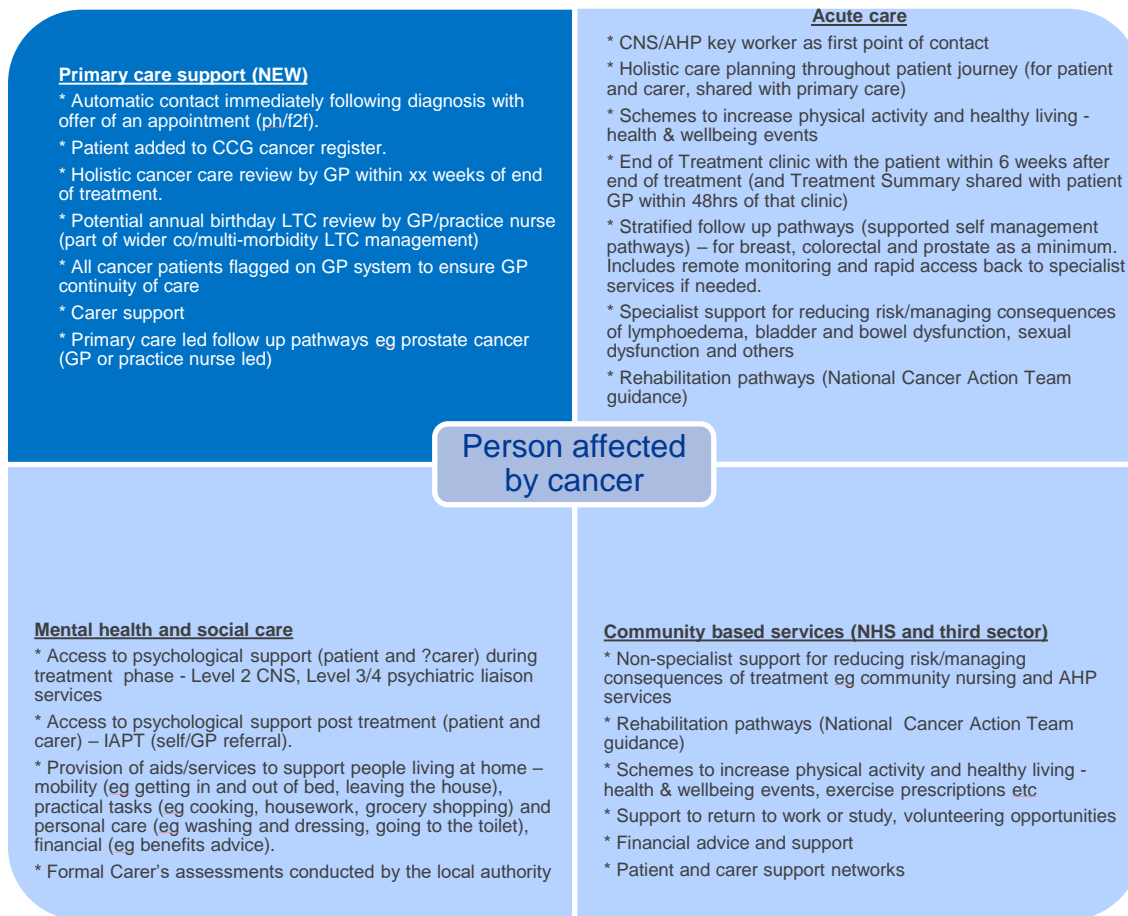 Primary care support (NEW)
* Automatic contact immediately following diagnosis with
offer of an appointment (ph/f2f).
* Patient added to CCG cancer register.
* Holistic cancer care review by GP within xx weeks of end
of treatment.
* Potential annual birthday LTC review by GP/practice nurse
(part of wider co/multi-morbidity LTC management)
* All cancer patients flagged on GP system to ensure GP
continuity of care
* Carer support
* Primary care led follow up pathways eg prostate cancer
(GP or practice nurse led)
Acute care
* CNS/AHP key worker as first point of contact
* Holistic care planning throughout patient journey (for patient
and carer, shared with primary care)
* Schemes to increase physical activity and healthy living -
health & wellbeing events
* End of Treatment clinic with the patient within 6 weeks after
end of treatment (and Treatment Summary shared with patient
GP within 48hrs of that clinic)
* Stratified follow up pathways (supported self management
pathways) – for breast, colorectal and prostate as a minimum.
Includes remote monitoring and rapid access back to specialist
services if needed.
* Specialist support for reducing risk/managing consequences
of lymphoedema, bladder and bowel dysfunction, sexual
dysfunction and others
* Rehabilitation pathways (National Cancer Action Team
guidance)
Person affected
by cancer
Mental health and social care
* Access to psychological support (patient and ?carer) during
treatment phase - Level 2 CNS, Level 3/4 psychiatric liaison
services
* Access to psychological support post treatment (patient and
carer) – IAPT (self/GP referral).
* Provision of aids/services to support people living at home –
mobility (eg getting in and out of bed, leaving the house),
practical tasks (eg cooking, housework, grocery shopping) and
personal care (eg washing and dressing, going to the toilet),
financial (eg benefits advice).
* Formal Carer's assessments conducted by the local authority
Community based services (NHS and third sector)
* Non-specialist support for reducing risk/managing
consequences of treatment eg community nursing and AHP
services
* Rehabilitation pathways (National Cancer Action Team
guidance)
* Schemes to increase physical activity and healthy living -
health & wellbeing events, exercise prescriptions etc
* Support to return to work or study, volunteering opportunities
* Financial advice and support
* Patient and carer support networks